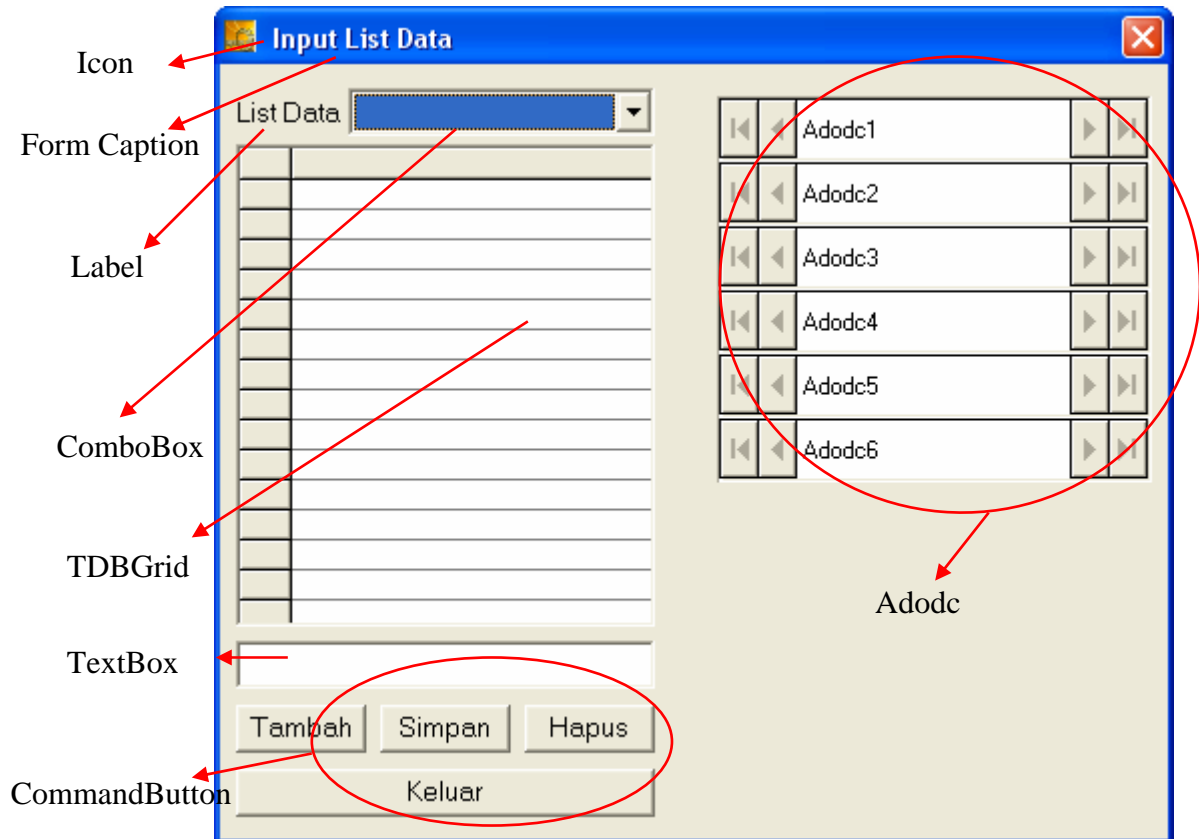 Input List Data
Icon
Form Caption
List Data
Label
ComboBox
TDBGrid
TextBox
Tambah Simpan Hapus
CommandButton
Keluar
Adodc1
Adodc2
Adodc3
Adodc4
Adodc5
Adodc6
Adodc